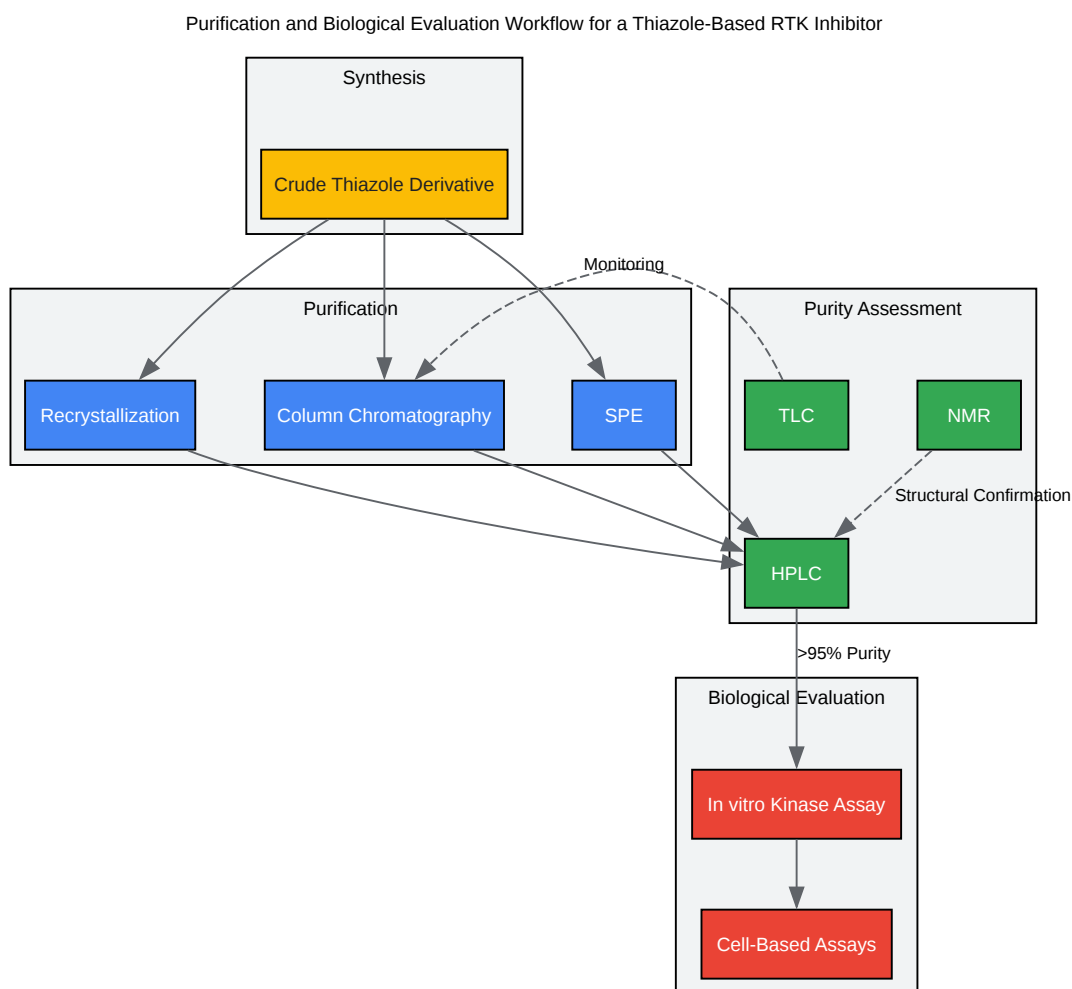 Purification and Biological Evaluation Workflow for a Thiazole-Based RTK Inhibitor
Synthesis
Crude Thiazole Derivative
Monitoring
Purification
Purity Assessment
Recrystallization
Column Chromatography
SPE
TLC
NMR
Structural Confirmation
HPLC
>95% Purity
Biological Evaluation
In vitro Kinase Assay
Cell-Based Assays